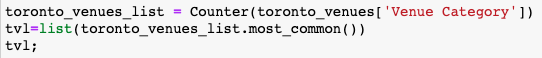 toronto_venues_list = Counter(toronto_venues['Venue Category'])
tvl=list(toronto_venues_list.most_common())
tvl;